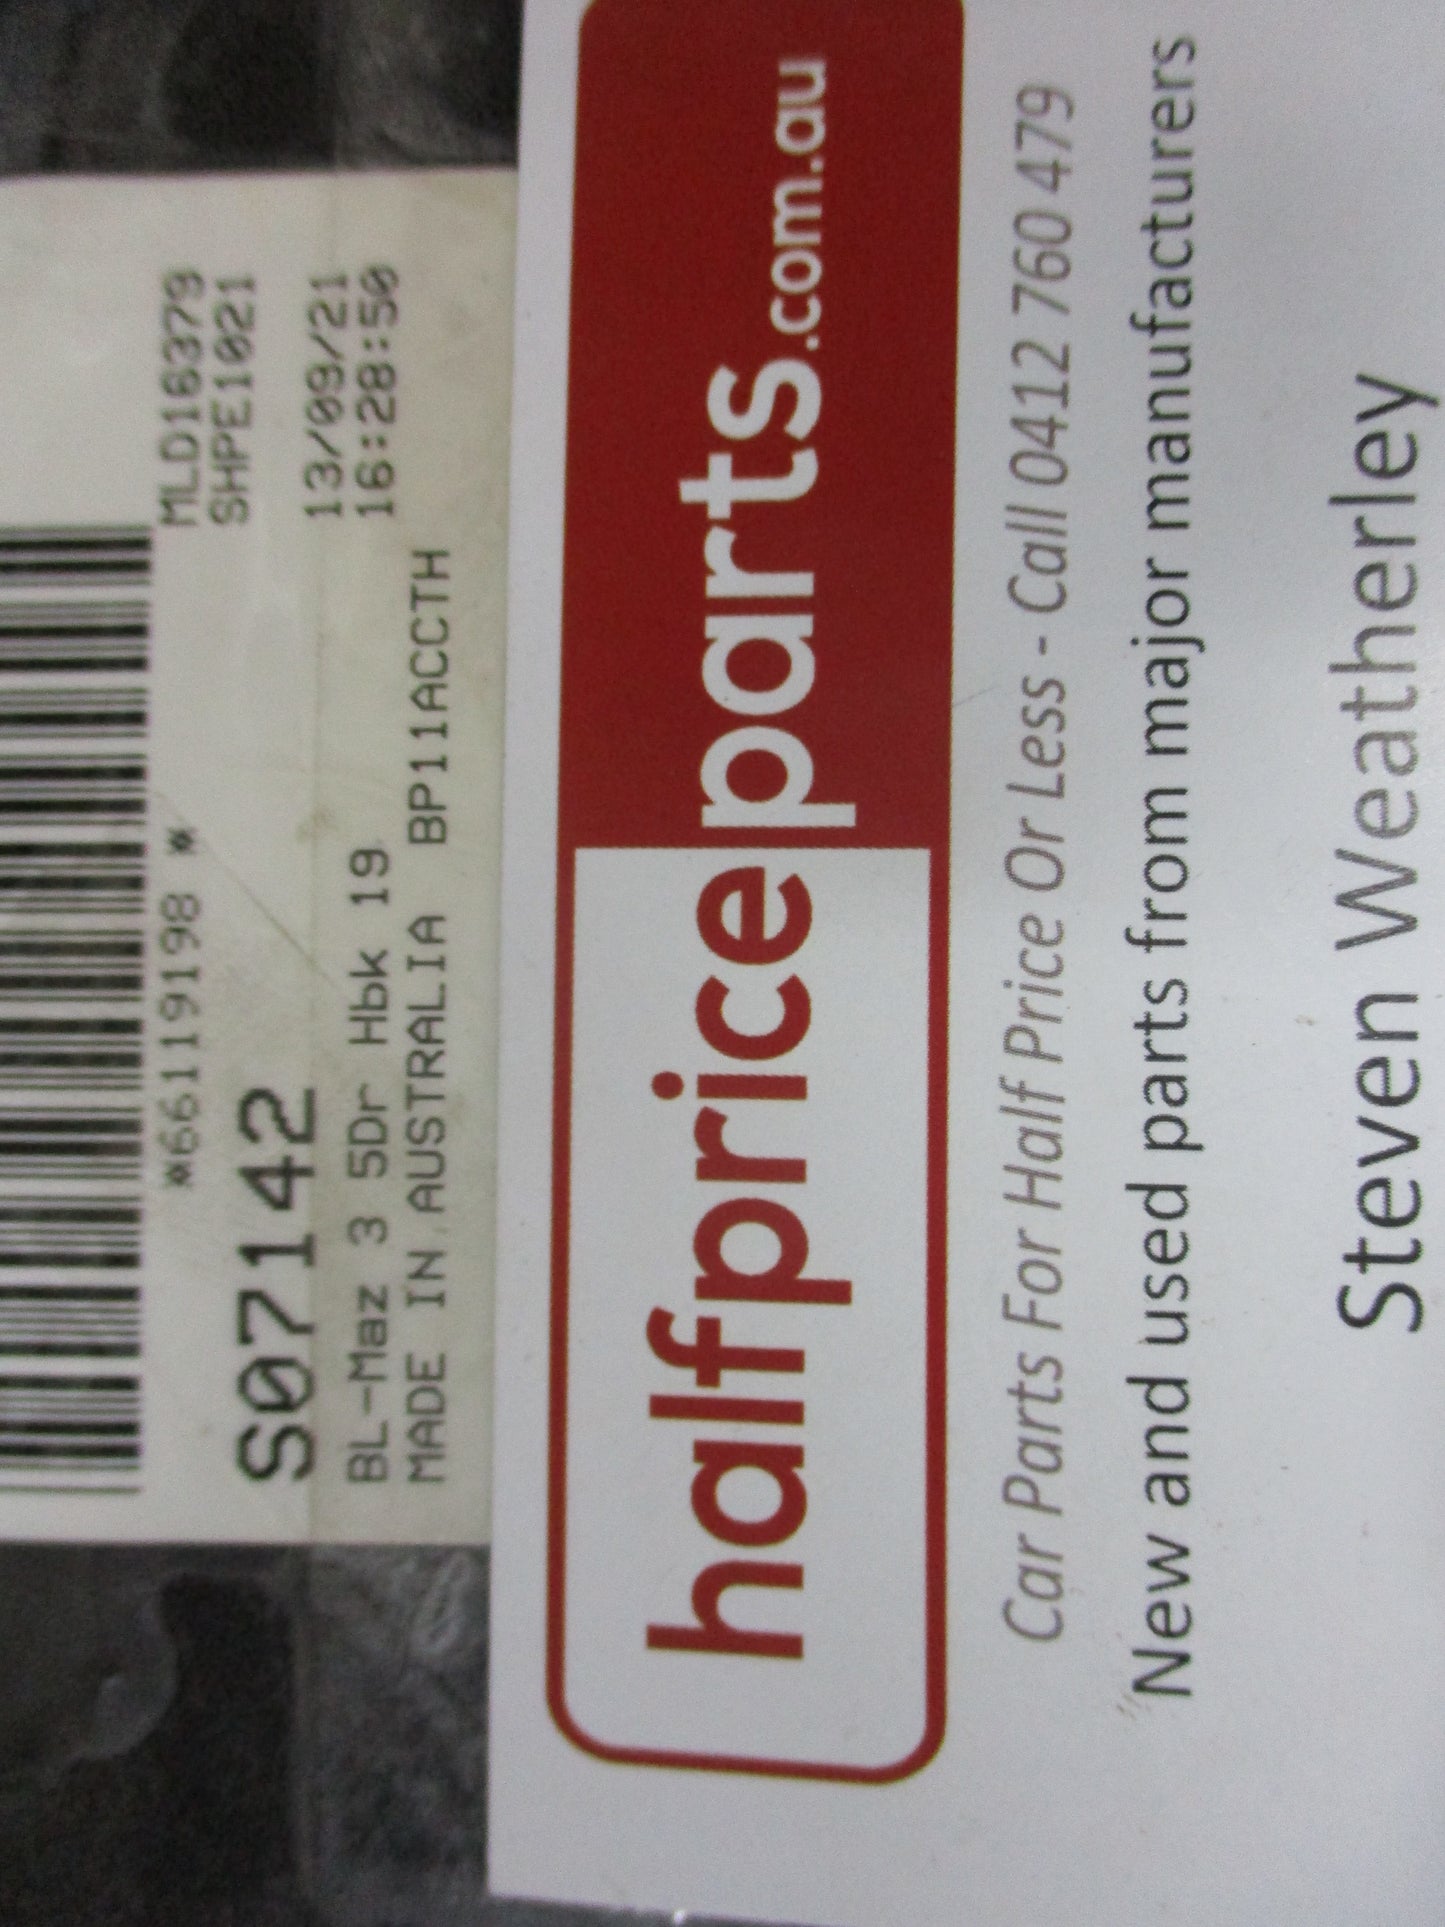 *66119198 *
MLD18379
SHPE1021
S07142
13/09/21
BL-Maz 3 5Dr Hbk 19
16:28:50
MADE IN AUSTRALIA BP11ACCTH
halfpriceparts.com.au
Car Parts For Half Price Or Less - Call 0412 760 479
New and used parts from major manufacturers
Steven Weatherley